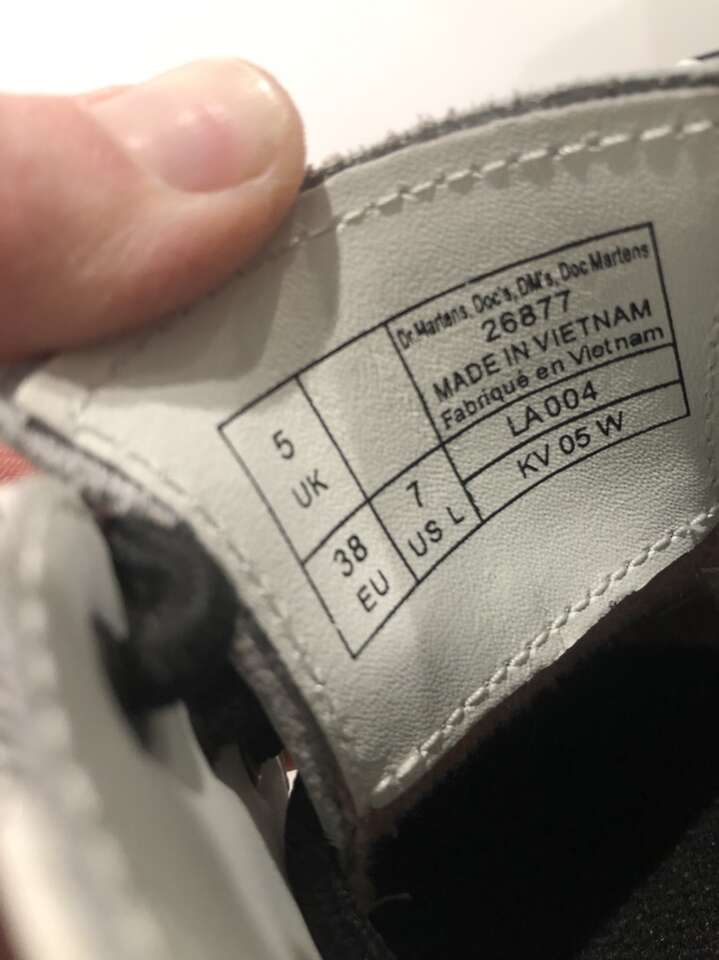 Dr.Martens, Doc's, DM's, Doc Martens
26877
MADE IN VIETNAM
Fabriqué en Vietnam
5
UK
38
EU
7
US L
LA004
KV 05 W